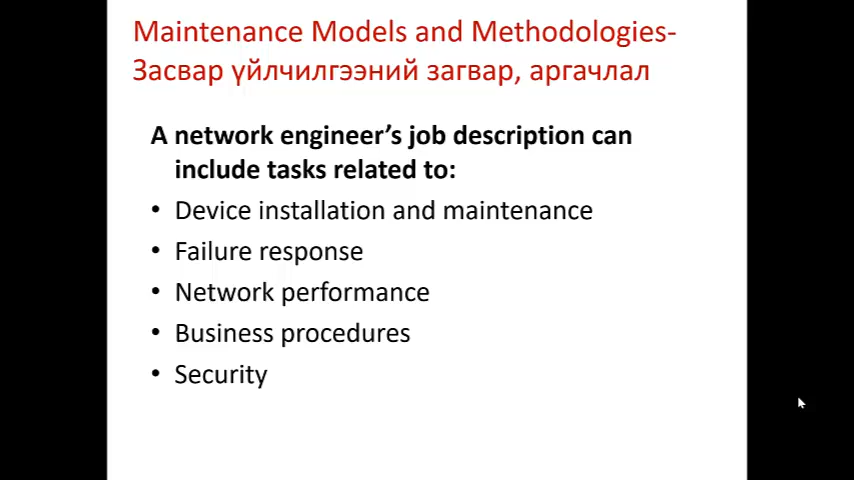 Maintenance Models and Methodologies-
Засвар үйлчилгээний загвар, аргачлал
A network engineer’s job description can
include tasks related to:
• Device installation and maintenance
• Failure response
• Network performance
• Business procedures
• Security